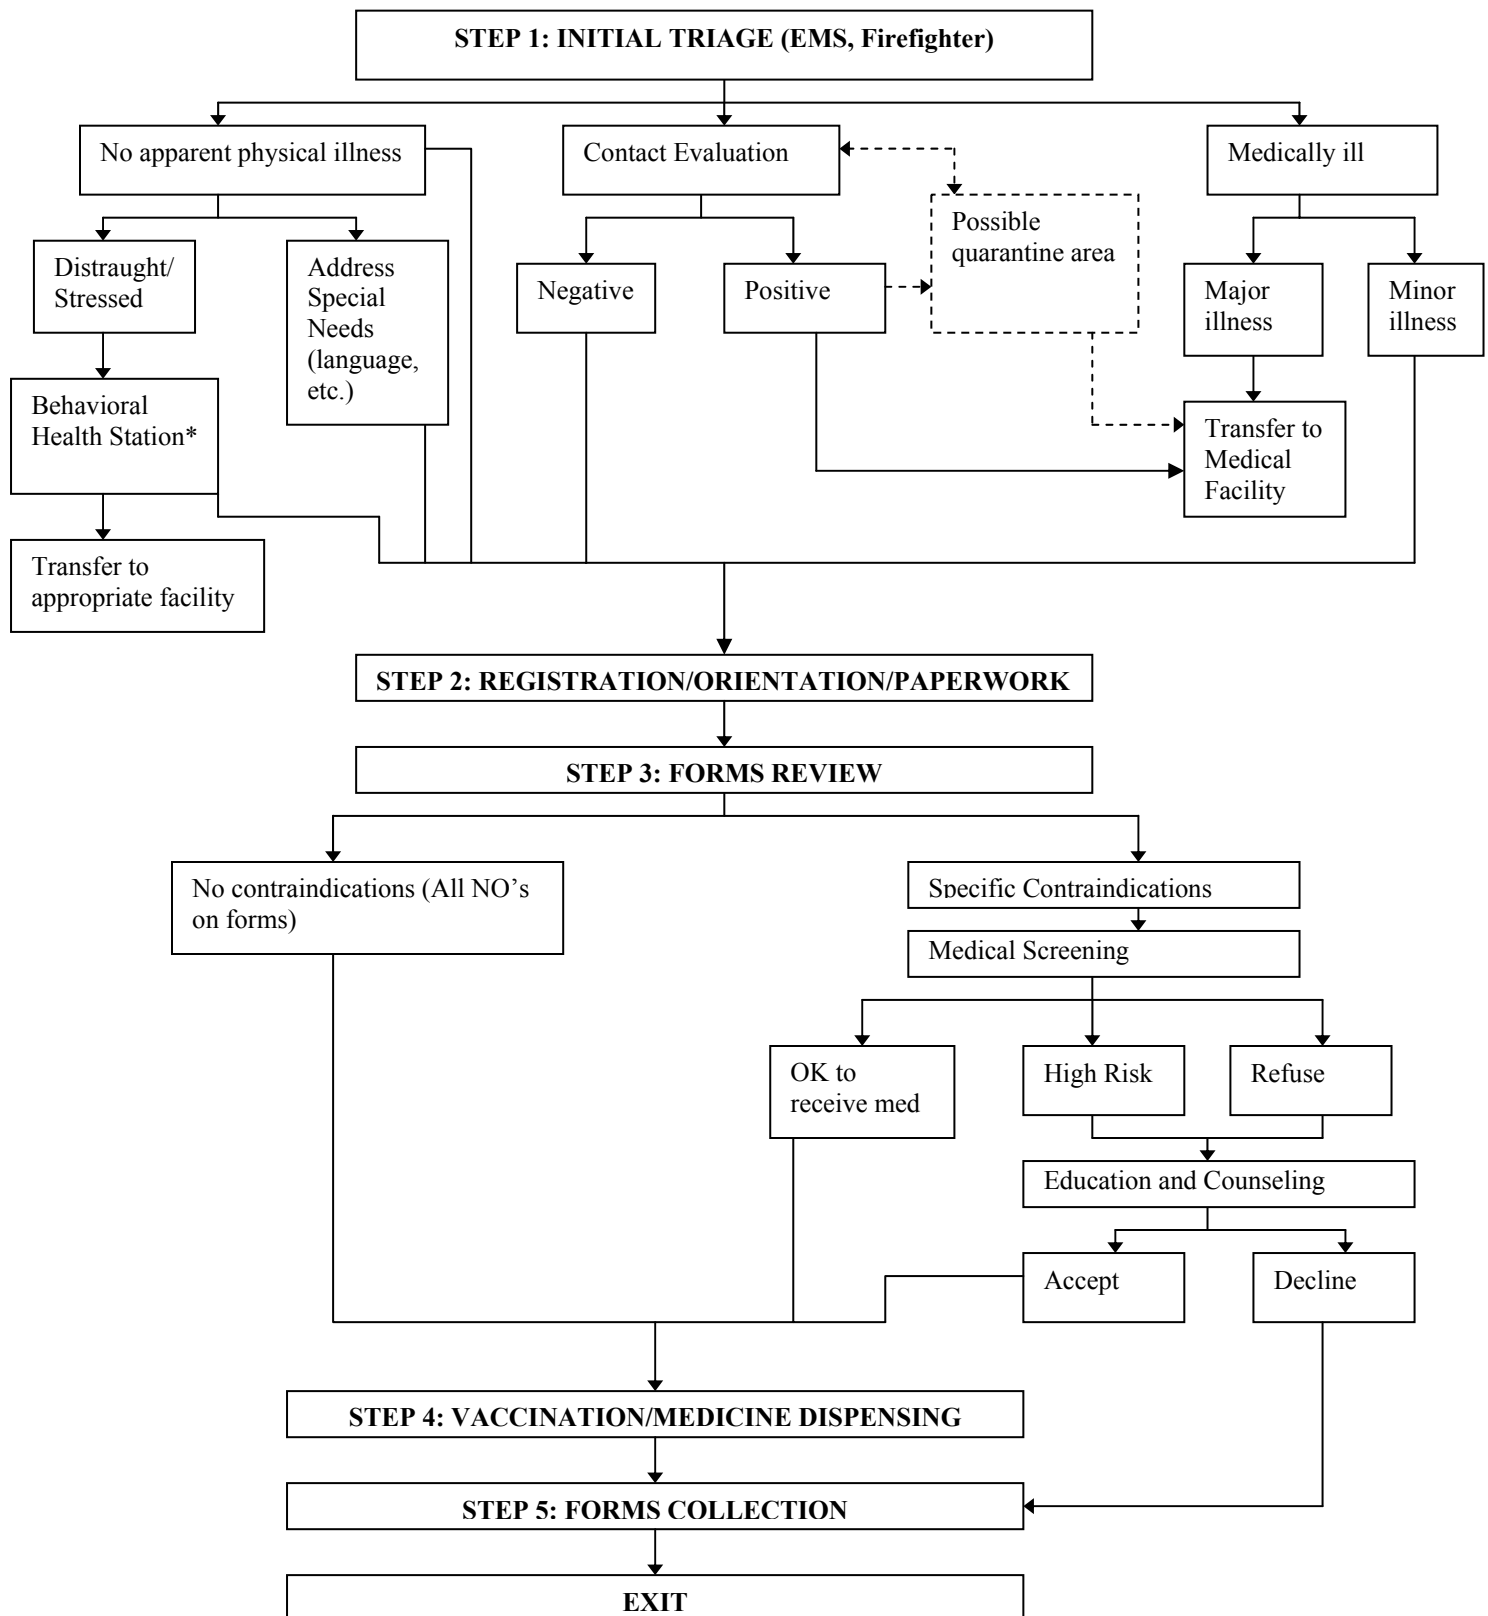 STEP 1: INITIAL TRIAGE (EMS, Firefighter)
No apparent physical illness
Contact Evaluation
Medically ill
Distraught/
Stressed
Address
Special
Needs
(language,
etc.)
Negative
Positive
Possible
quarantine area
Major
illness
Minor
illness
Behavioral
Health Station*
Transfer to
Medical
Facility
Transfer to
appropriate facility
STEP 2: REGISTRATION/ORIENTATION/PAPERWORK
STEP 3: FORMS REVIEW
No contraindications (All NO’s
on forms)
Specific Contraindications
Medical Screening
OK to
receive med
High Risk
Refuse
Education and Counseling
Accept
Decline
STEP 4: VACCINATION/MEDICINE DISPENSING
STEP 5: FORMS COLLECTION
EXIT